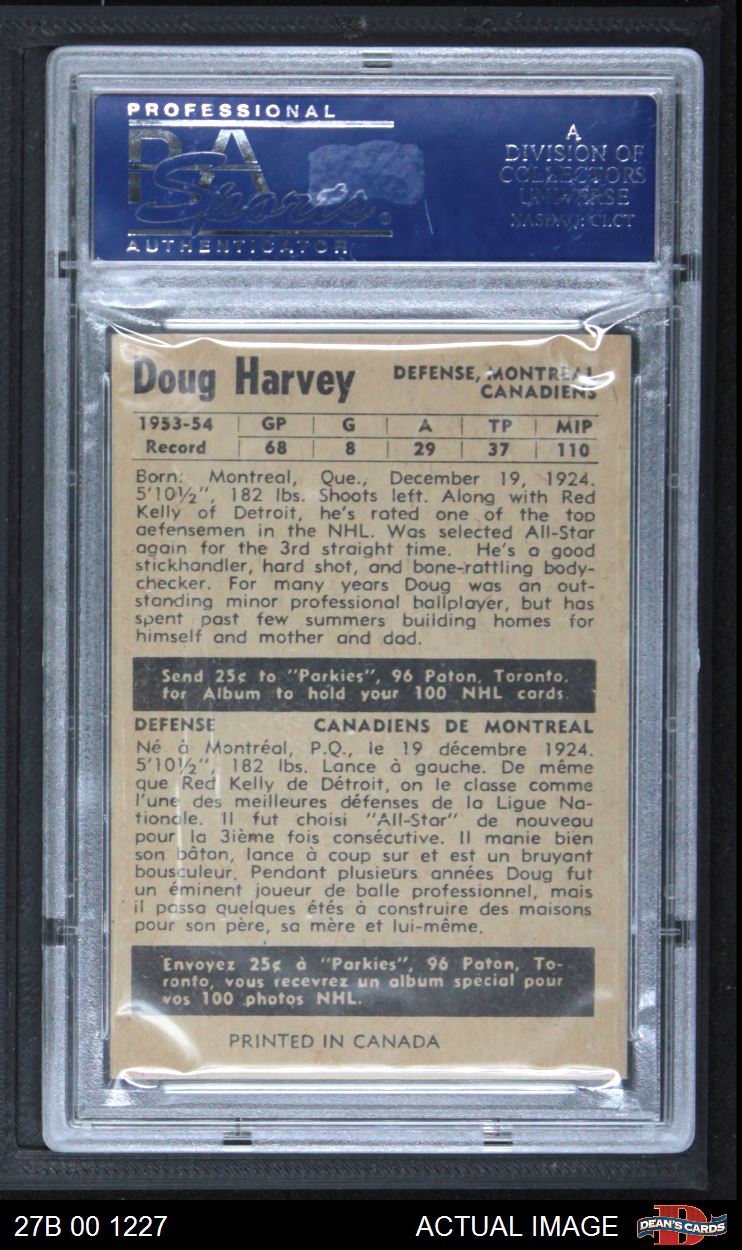 PROFESSIONAL
PSA
Sports®
AUTHENTICATOR
A
DIVISION OF
COLLECTORS
UNIVERSE
NASDAQ: CLCT
Doug Harvey DEFENSE, MONTREAL
CANADIENS
1953-54 GP G A TP MIP
Record 68 8 29 37 110
Born: Montreal, Que., December 19, 1924.
5'10½", 182 lbs. Shoots left. Along with Red
Kelly of Detroit, he's rated one of the top
defensemen in the NHL. Was selected All-Star
again for the 3rd straight time. He's a good
stickhandler, hard shot, and bone-rattling body-
checker. For many years Doug was an out-
standing minor professional ballplayer, but has
spent past few summers building homes for
himself and mother and dad.
Send 25¢ to "Parkies", 96 Paton, Toronto,
for Album to hold your 100 NHL cards.
DEFENSE CANADIENS DE MONTREAL
Né à Montréal, P.Q., le 19 décembre 1924.
5'10½", 182 lbs. Lance à gauche. De même
que Red Kelly de Détroit, on le classe comme
l'une des meilleures défenses de la Ligue Na-
tionale. Il fut choisi "All-Star" de nouveau
pour la 3ième fois consécutive. Il manie bien
son bâton, lance à coup sur et est un bruyant
bousculeur. Pendant plusieurs années Doug fut
un éminent joueur de balle professionnel, mais
il passa quelques étés à construire des maisons
pour son père, sa mère et lui-même.
Envoyez 25¢ à "Parkies", 96 Paton, To-
ronto, vous recevrez un album special pour
vos 100 photos NHL.
PRINTED IN CANADA
27B 00 1227 ACTUAL IMAGE DEAN'S CARDS